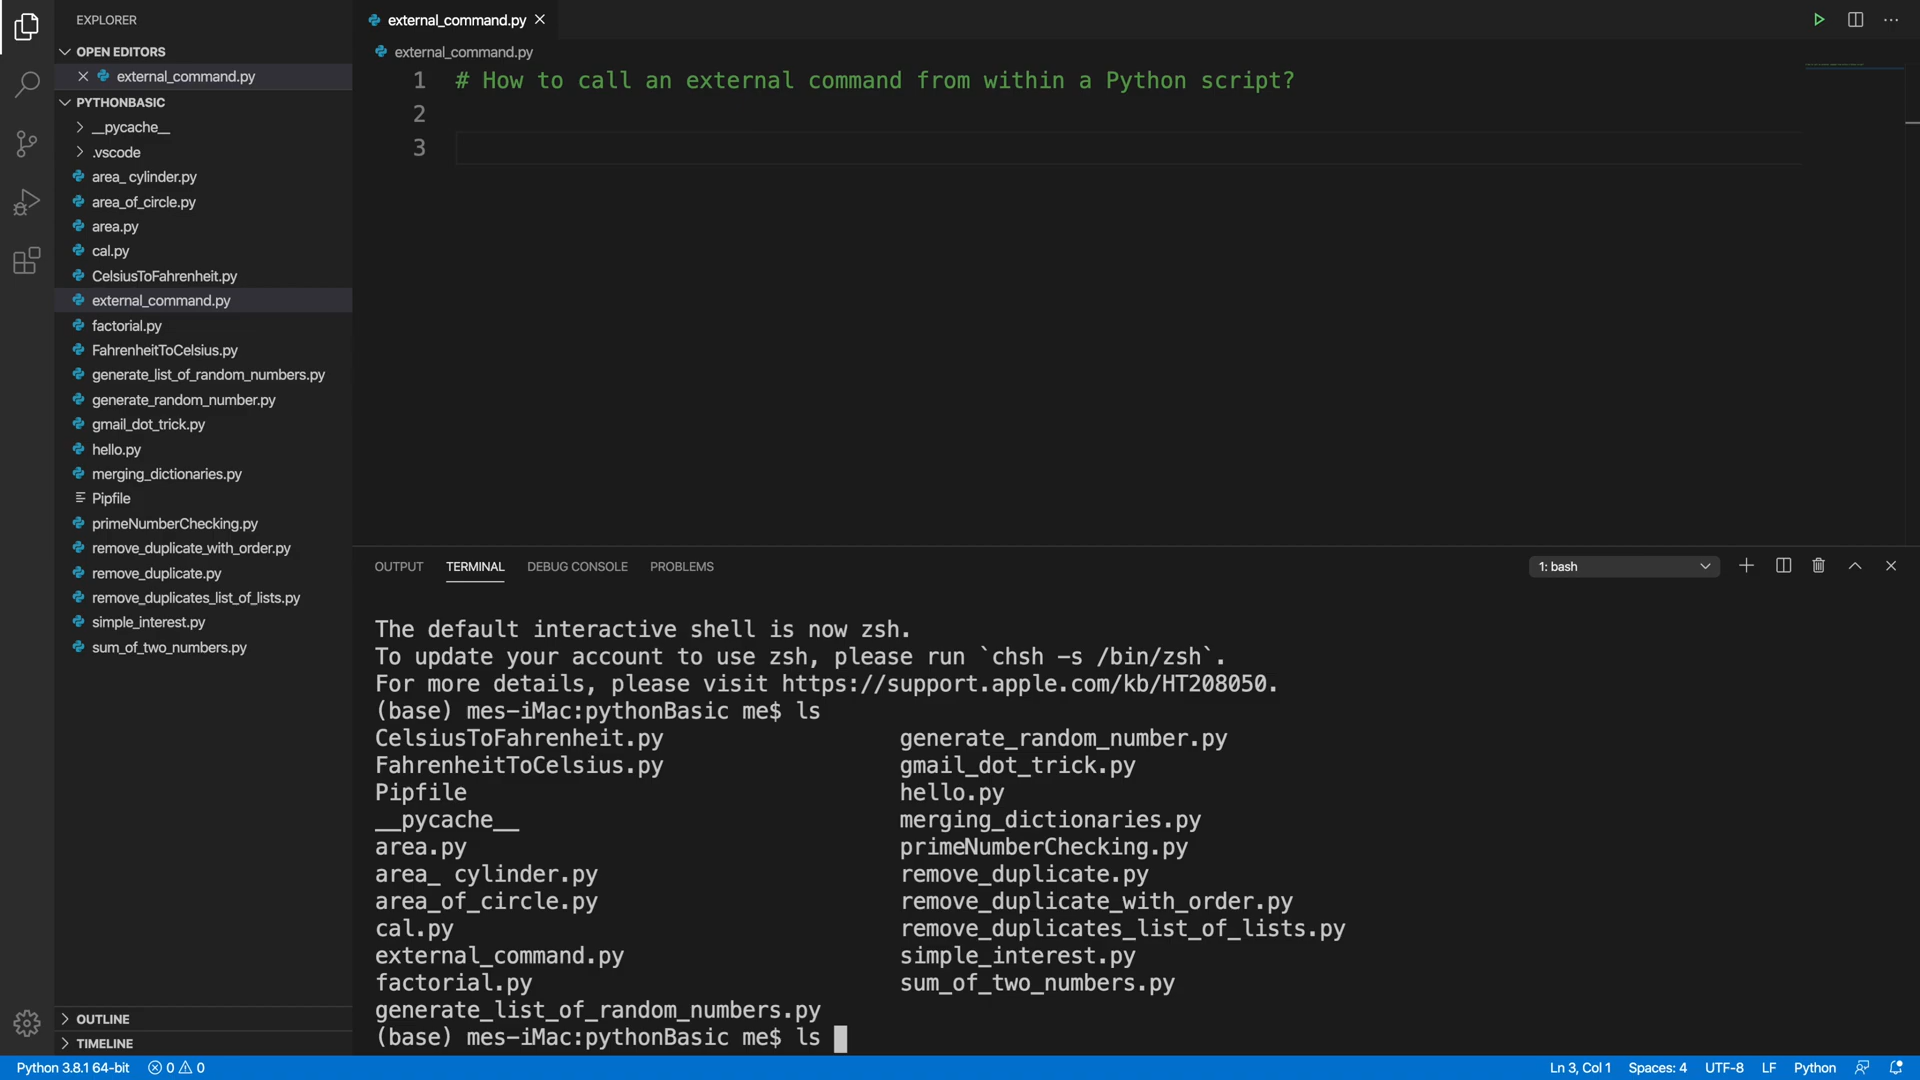 EXPLORER
OPEN EDITORS
external_command.py
PYTHONBASIC
__pycache__
.vscode
area_ cylinder.py
area_of_circle.py
area.py
cal.py
CelsiusToFahrenheit.py
external_command.py
factorial.py
FahrenheitToCelsius.py
generate_list_of_random_numbers.py
generate_random_number.py
gmail_dot_trick.py
hello.py
merging_dictionaries.py
Pipfile
primeNumberChecking.py
remove_duplicate_with_order.py
remove_duplicate.py
remove_duplicates_list_of_lists.py
simple_interest.py
sum_of_two_numbers.py
OUTLINE
TIMELINE
external_command.py
external_command.py
1 # How to call an external command from within a Python script?
2
3
OUTPUT TERMINAL DEBUG CONSOLE PROBLEMS 1: bash
The default interactive shell is now zsh.
To update your account to use zsh, please run `chsh -s /bin/zsh`.
For more details, please visit https://support.apple.com/kb/HT208050.
(base) mes-iMac:pythonBasic me$ ls
CelsiusToFahrenheit.py generate_random_number.py
FahrenheitToCelsius.py gmail_dot_trick.py
Pipfile hello.py
__pycache__ merging_dictionaries.py
area.py primeNumberChecking.py
area_ cylinder.py remove_duplicate.py
area_of_circle.py remove_duplicate_with_order.py
cal.py remove_duplicates_list_of_lists.py
external_command.py simple_interest.py
factorial.py sum_of_two_numbers.py
generate_list_of_random_numbers.py
(base) mes-iMac:pythonBasic me$ ls
Python 3.8.1 64-bit 0 0 Ln 3, Col 1 Spaces: 4 UTF-8 LF Python